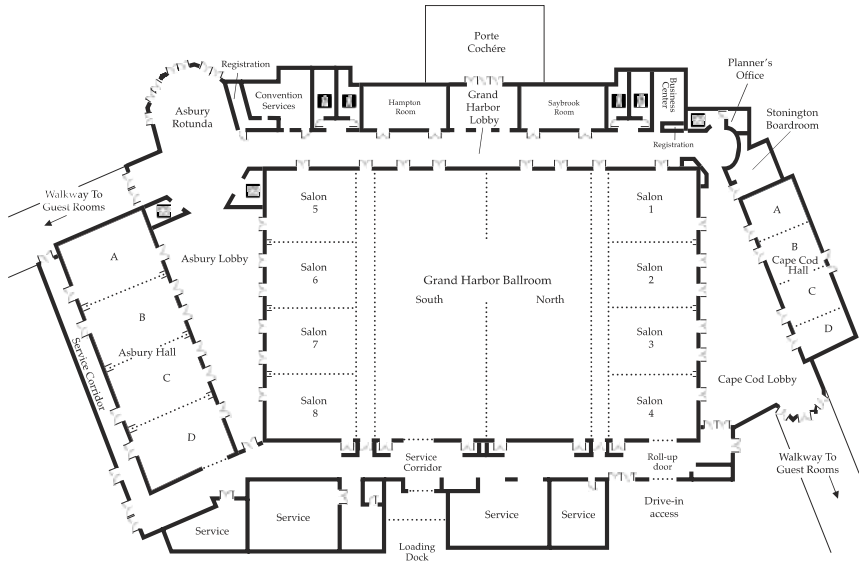 Porte
Cochére
Registration
Convention
Services
Hampton
Room
Grand
Harbor
Lobby
Saybrook
Room
Business
Center
Planner's
Office
Asbury
Rotunda
Registration
Stonington
Boardroom
Walkway To
Guest Rooms
Salon
5
Salon
1
A
A
Asbury Lobby
B
Cape Cod
Hall
Salon
6
Grand Harbor Ballroom
South
North
Salon
2
C
B
Salon
7
Salon
3
D
Asbury Hall
Service Corridor
C
Cape Cod Lobby
Salon
8
Salon
4
D
Service
Corridor
Roll-up
door
Walkway To
Guest Rooms
Drive-in
access
Service
Service
Service
Service
Loading
Dock